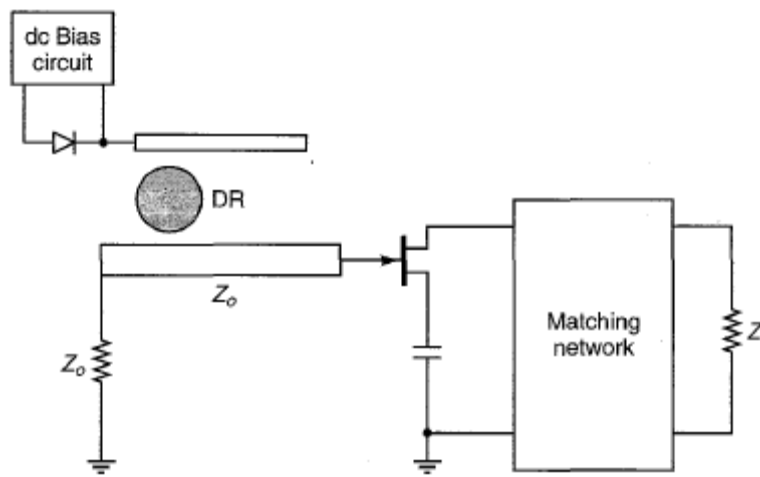 dc Bias
circuit
DR
Zo
Zo
Matching
network
Z